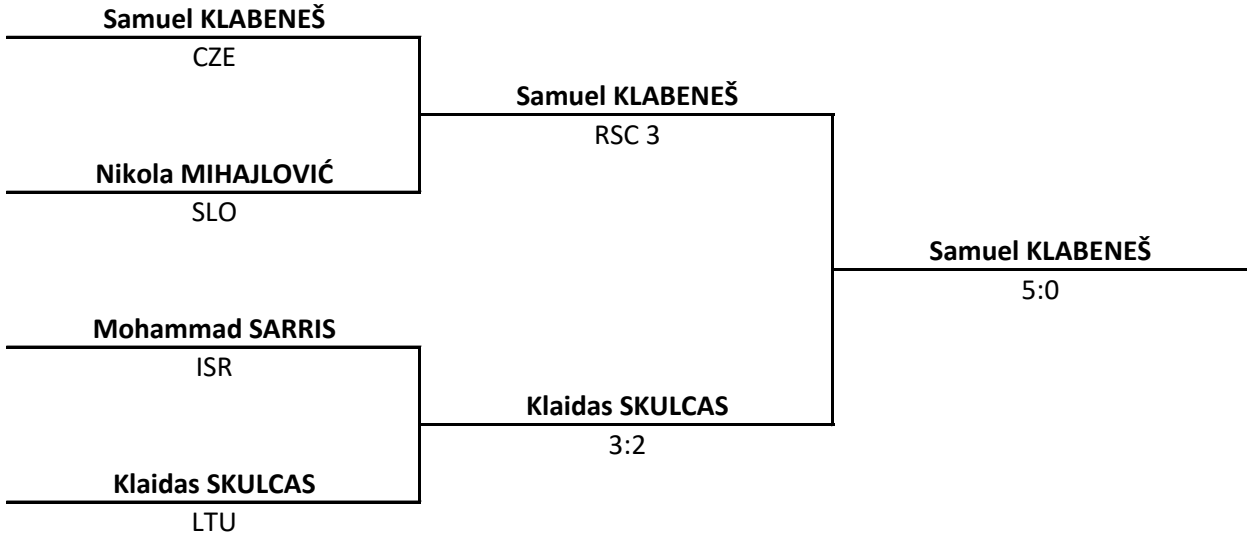 Samuel KLABENEŠ
CZE
Samuel KLABENEŠ
RSC 3
Nikola MIHAJLOVIĆ
SLO
Samuel KLABENEŠ
5:0
Mohammad SARRIS
ISR
Klaidas SKULCAS
3:2
Klaidas SKULCAS
LTU